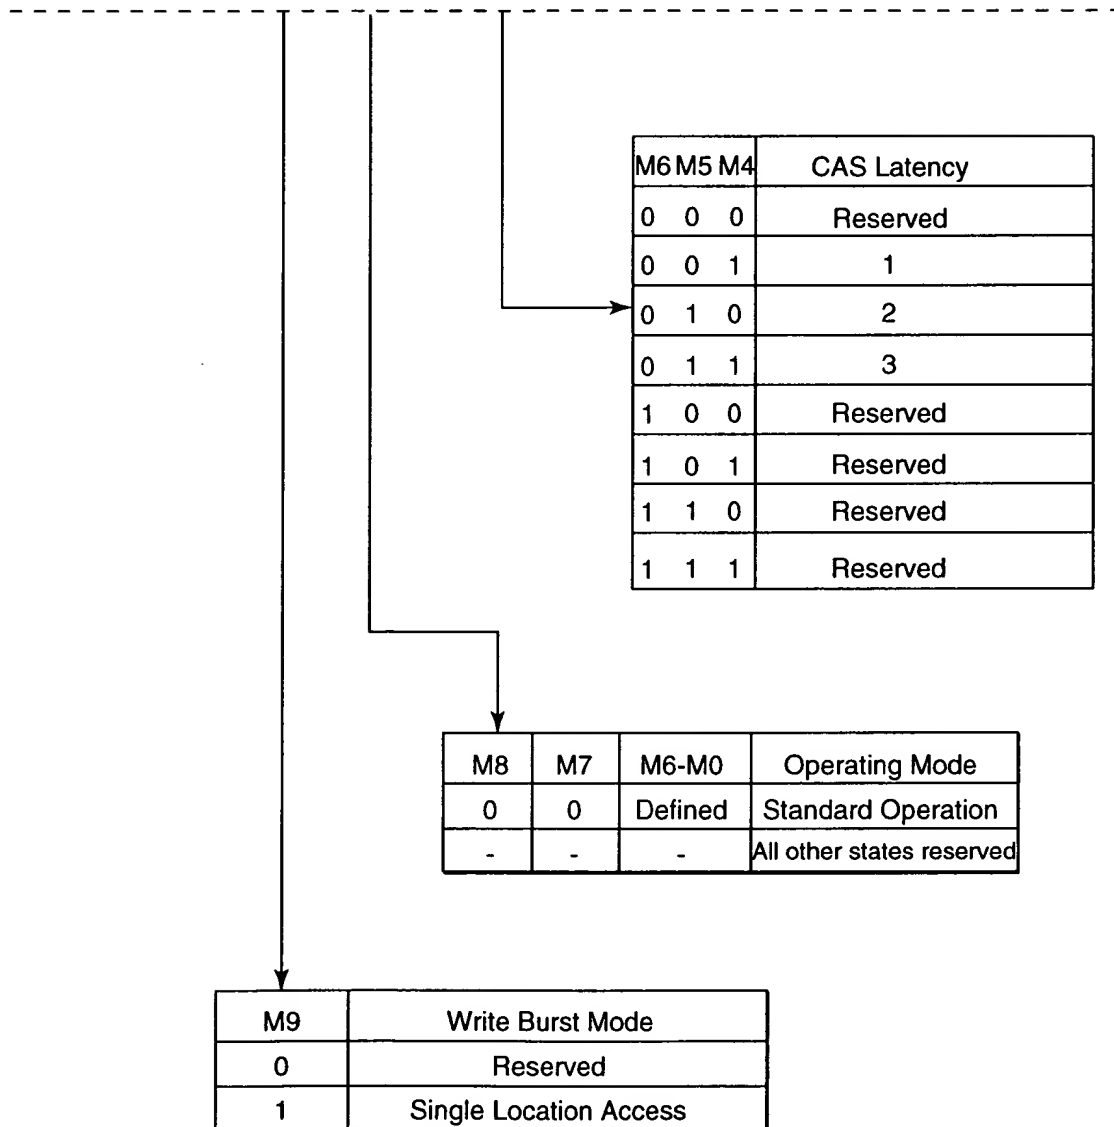 M6 M5 M4 CAS Latency
0 0 0 Reserved
0 0 1 1
0 1 0 2
0 1 1 3
1 0 0 Reserved
1 0 1 Reserved
1 1 0 Reserved
1 1 1 Reserved
M8 M7 M6-M0 Operating Mode
0 0 Defined Standard Operation
- - - All other states reserved
M9 Write Burst Mode
0 Reserved
1 Single Location Access